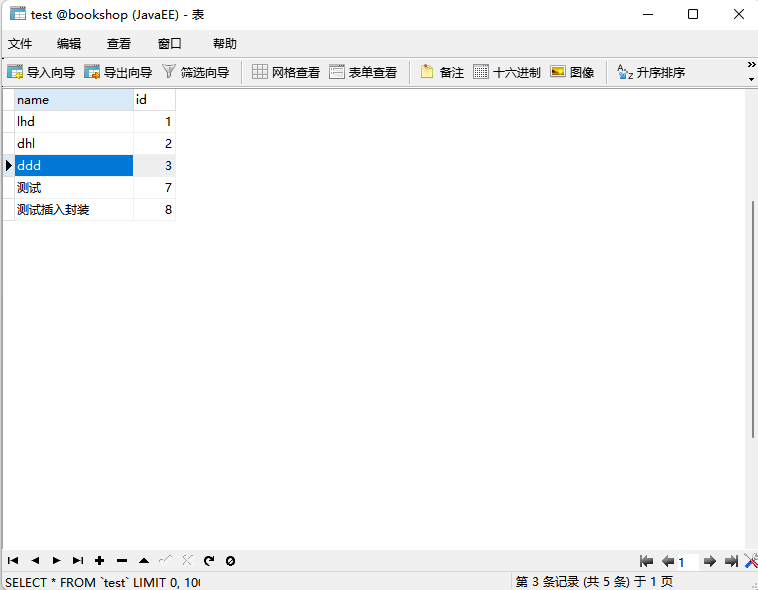 test @bookshop (JavaEE) - 表
文件 编辑 查看 窗口 帮助
导入向导 导出向导 筛选向导 网格查看 表单查看 备注 十六进制 图像 升序排序
name id
lhd 1
dhl 2
ddd 3
测试 7
测试插入封装 8
1
SELECT * FROM `test` LIMIT 0, 100 第 3 条记录 (共 5 条) 于 1 页